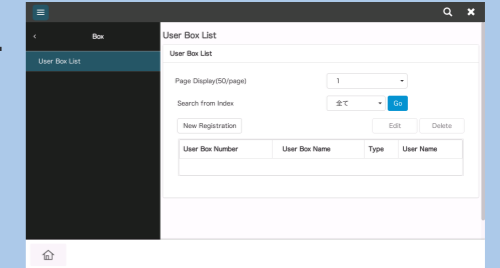 Box
User Box List
User Box List
User Box List
Page Display(50/page)
1
Search from Index
全て
Go
New Registration
Edit
Delete
User Box Number
User Box Name
Type
User Name